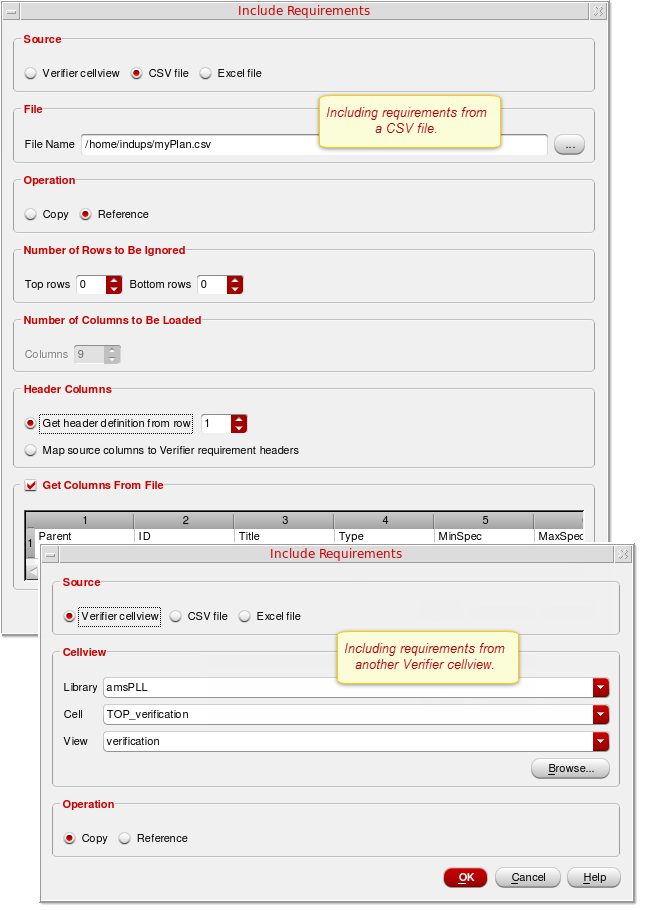 Include Requirements
Source
Verifier cellview CSV file Excel file
Including requirements from
a CSV file.
File
File Name /home/indups/myPlan.csv ...
Operation
Copy Reference
Number of Rows to Be Ignored
Top rows 0 Bottom rows 0
Number of Columns to Be Loaded
Columns 9
Header Columns
Get header definition from row 1
Map source columns to Verifier requirement headers
Get Columns From File
1 2 3 4 5
1 Parent ID Title Type MinSpec MaxSpec
Include Requirements
Source
Verifier cellview CSV file Excel file
Including requirements from
another Verifier cellview.
Cellview
Library amsPLL
Cell TOP_verification
View verification
Browse...
Operation
Copy Reference
OK Cancel Help